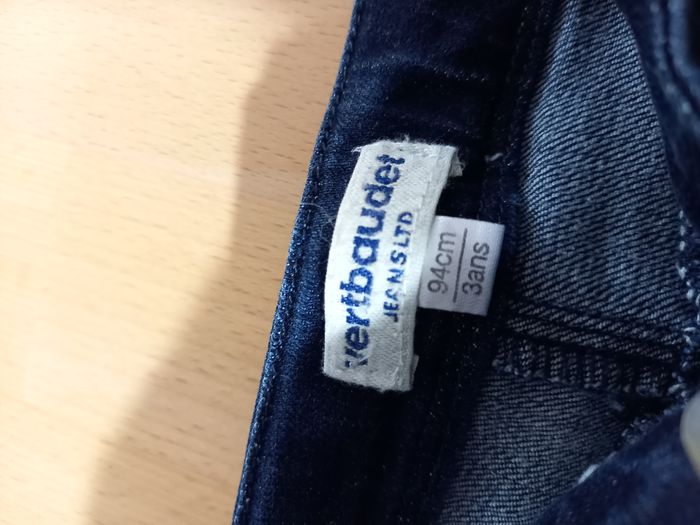 vertbaudet
JEANS LTD
94cm
3ans